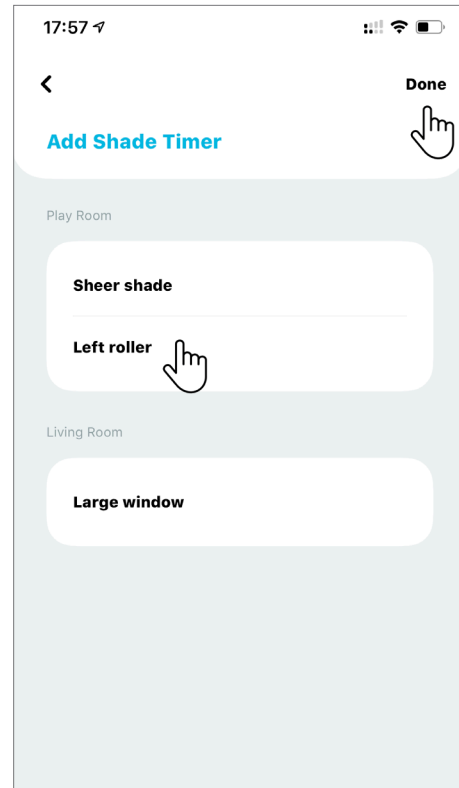 17:57
Done
Add Shade Timer
Play Room
Sheer shade
Left roller
Living Room
Large window